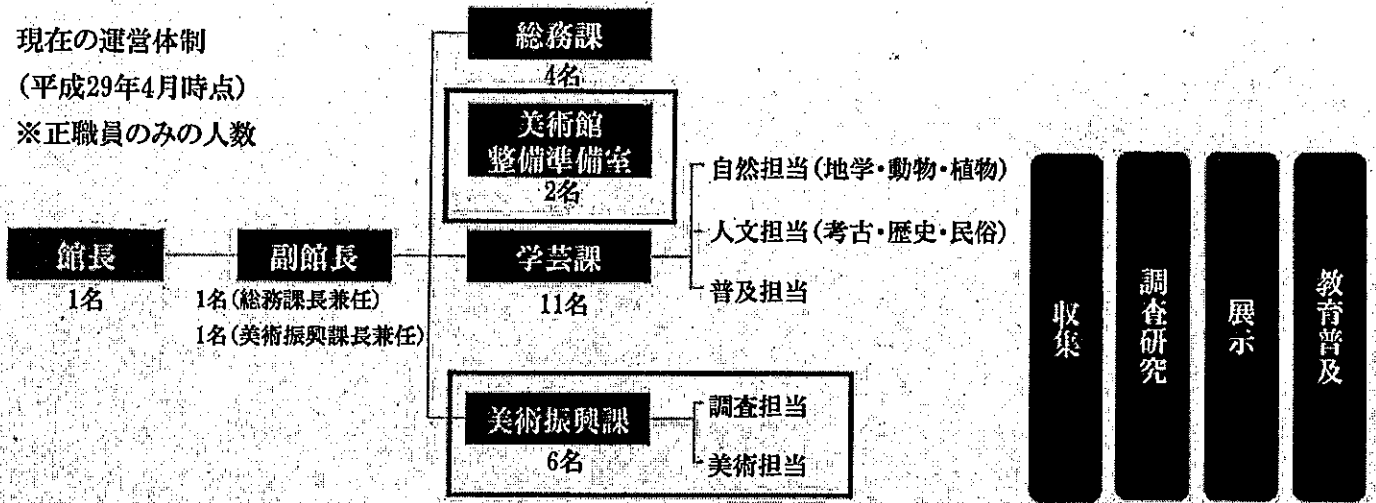 現在の運営体制
(平成29年4月時点)
※正職員のみの人数
館長
1名
副館長
1名(総務課長兼任)
1名(美術振興課長兼任)
総務課
4名
美術館
整備準備室
2名
学芸課
11名
自然担当(地学・動物・植物)
人文担当(考古・歴史・民俗)
普及担当
美術振興課
6名
調査担当
美術担当
収集
調査研究
展示
教育普及